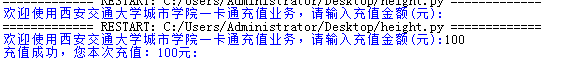 ============ RESTART: C:/Users/Administrator/Desktop/height.py ============
欢迎使用西安交通大学城市学院一卡通充值业务，请输入充值金额(元):
============ RESTART: C:/Users/Administrator/Desktop/height.py ============
欢迎使用西安交通大学城市学院一卡通充值业务，请输入充值金额(元):100
充值成功，您本次充值：100元: